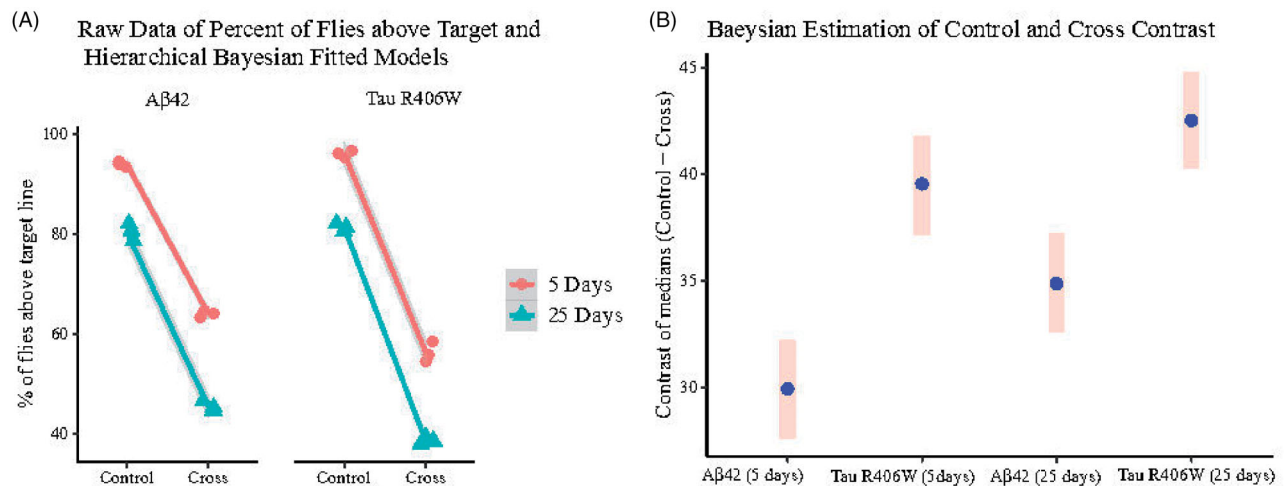 (A)
Raw Data of Percent of Flies above Target and
Hierarchical Bayesian Fitted Models
Aβ42
Tau R406W
% of flies above target line
100
80
60
40
Control
Cross
Control
Cross
5 Days
25 Days
(B)
Baeysian Estimation of Control and Cross Contrast
Contrast of medians (Control – Cross)
45
40
35
30
Aβ42 (5 days)
Tau R406W (5days)
Aβ42 (25 days)
Tau R406W (25 days)